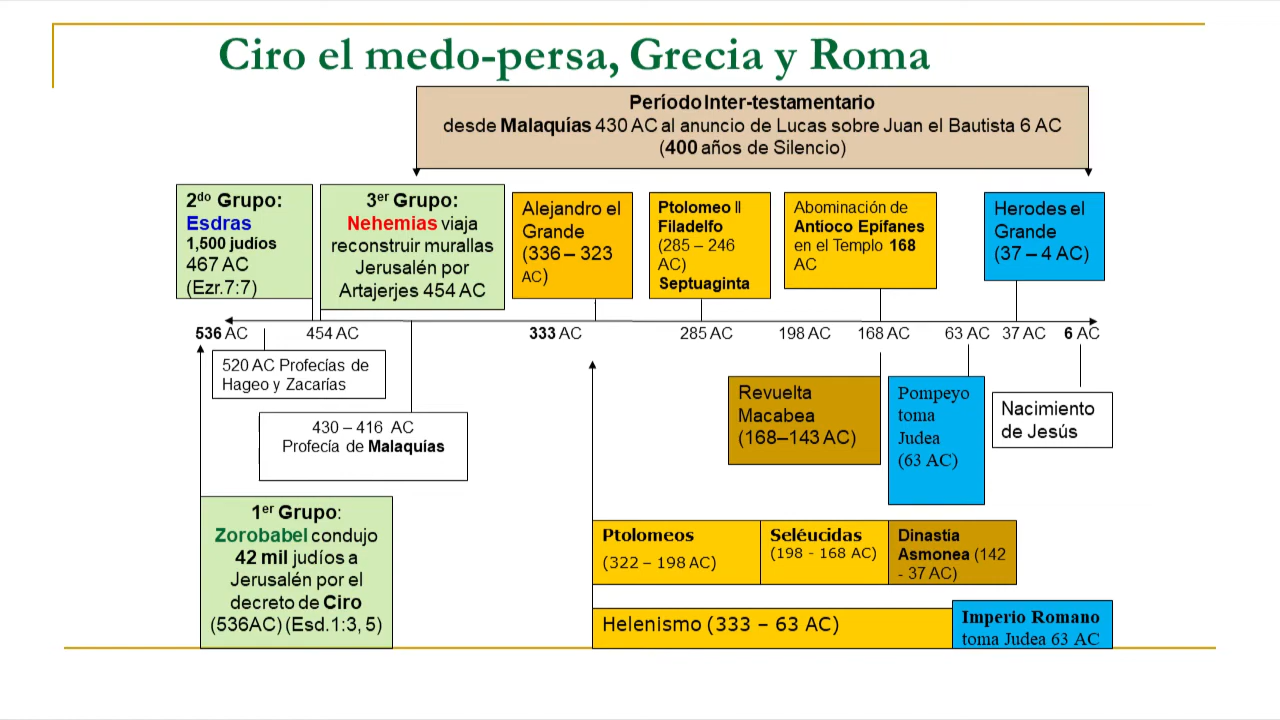 Ciro el medo-persa, Grecia y Roma
Período Inter-testamentario
desde Malaquías 430 AC al anuncio de Lucas sobre Juan el Bautista 6 AC
(400 años de Silencio)
2do Grupo:
Esdras
1,500 judíos
467 AC
(Ezr.7:7)
3er Grupo:
Nehemias viaja
reconstruir murallas
Jerusalén por
Artajerjes 454 AC
Alejandro el
Grande
(336 – 323
AC)
Ptolomeo II
Filadelfo
(285 – 246
AC)
Septuaginta
Abominación de
Antioco Epifanes
en el Templo 168
AC
Herodes el
Grande
(37 – 4 AC)
536 AC 454 AC 333 AC 285 AC 198 AC 168 AC 63 AC 37 AC 6 AC
520 AC Profecías de
Hageo y Zacarías
430 – 416 AC
Profecía de Malaquías
Revuelta
Macabea
(168–143 AC)
Pompeyo
toma
Judea
(63 AC)
Nacimiento
de Jesús
1er Grupo:
Zorobabel condujo
42 mil judíos a
Jerusalén por el
decreto de Ciro
(536AC) (Esd.1:3, 5)
Ptolomeos
(322 – 198 AC)
Seléucidas
(198 - 168 AC)
Dinastía
Asmonea (142
- 37 AC)
Helenismo (333 – 63 AC)
Imperio Romano
toma Judea 63 AC